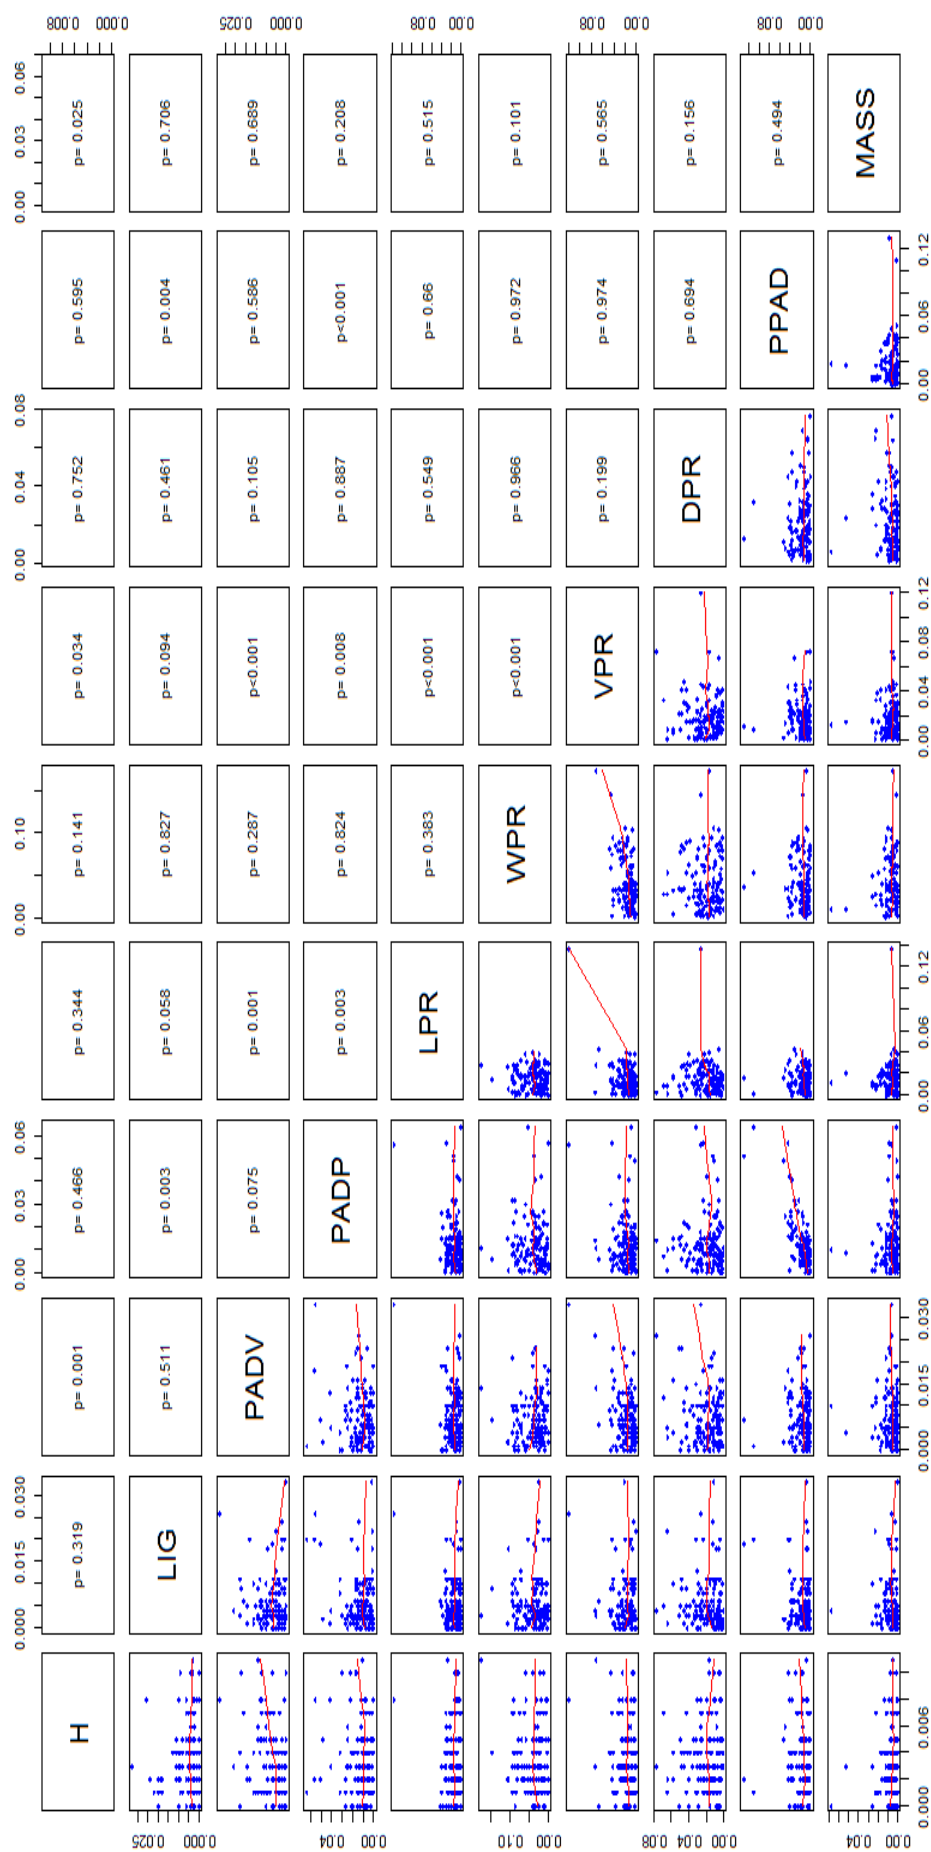 0.008 0.000 0.025 0.000 0.08 0.00 0.08 0.08 0.00
0.06
0.03
0.00
p= 0.025 p= 0.706 p= 0.689 p= 0.208 p= 0.515 p= 0.101 p= 0.565 p= 0.156 p= 0.494 MASS
p= 0.595 p= 0.004 p= 0.586 p<0.001 p= 0.66 p= 0.972 p= 0.974 p= 0.694 PPAD
0.12
0.06
0.00
0.08
0.04
0.00
p= 0.752 p= 0.461 p= 0.105 p= 0.887 p= 0.549 p= 0.966 p= 0.199 DPR
p= 0.034 p= 0.094 p<0.001 p= 0.008 p<0.001 p<0.001 VPR
0.12
0.08
0.04
0.00
0.10
0.00
p= 0.141 p= 0.827 p= 0.287 p= 0.824 p= 0.383 WPR
p= 0.344 p= 0.058 p= 0.001 p= 0.003 LPR
0.12
0.06
0.00
0.06
0.03
0.00
p= 0.466 p= 0.003 p= 0.075 PADP
p= 0.001 p= 0.511 PADV
0.030
0.015
0.000
0.030
0.015
0.000
p= 0.319 LIG
H
0.006
0.000
0.025 0.000 0.04 0.00 0.10 0.00 0.08 0.04 0.00 0.04 0.00